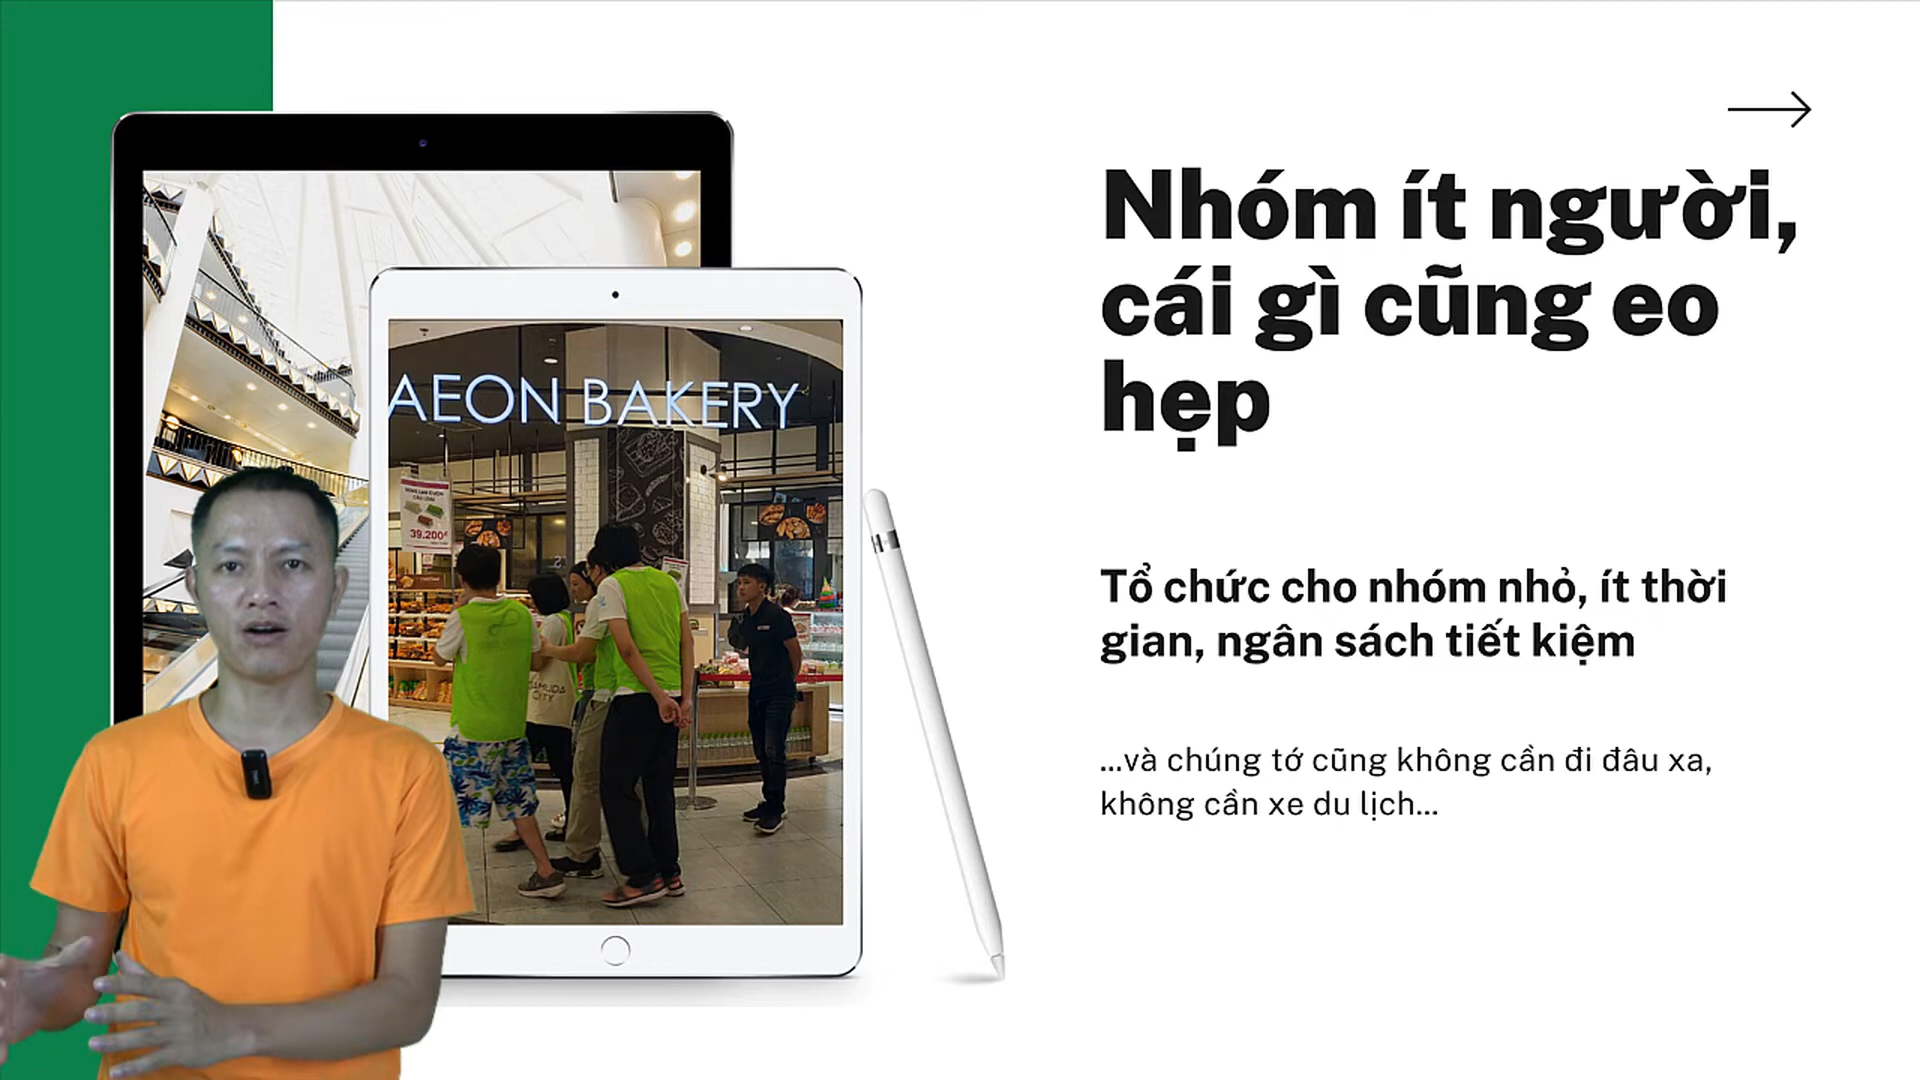 Nhóm ít người,
cái gì cũng eo
hẹp
Tổ chức cho nhóm nhỏ, ít thời
gian, ngân sách tiết kiệm
...và chúng tớ cũng không cần đi đâu xa,
không cần xe du lịch...
AEON BAKERY
39.200đ
GAMUDA
CITY